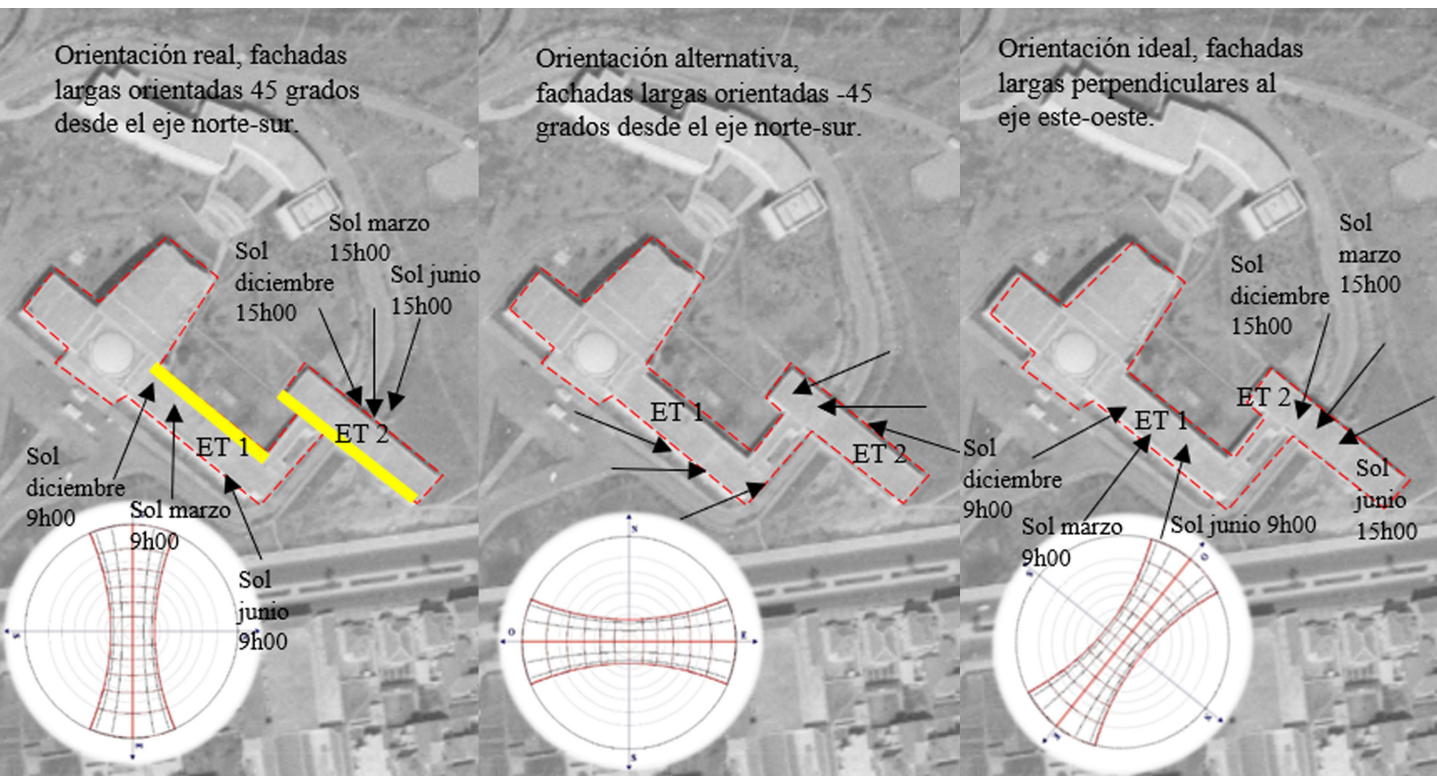 Orientación real, fachadas
largas orientadas 45 grados
desde el eje norte-sur.
Sol marzo
15h00
Sol
diciembre
15h00
Sol junio
15h00
ET 1
ET 2
Sol
diciembre
9h00
Sol marzo
9h00
Sol
junio
9h00
Orientación alternativa,
fachadas largas orientadas -45
grados desde el eje norte-sur.
ET 1
ET 2
N
O
E
S
Orientación ideal, fachadas
largas perpendiculares al
eje este-oeste.
Sol
marzo
15h00
Sol
diciembre
15h00
ET 2
ET 1
Sol
diciembre
9h00
Sol
junio
15h00
Sol marzo
9h00
Sol junio 9h00
O